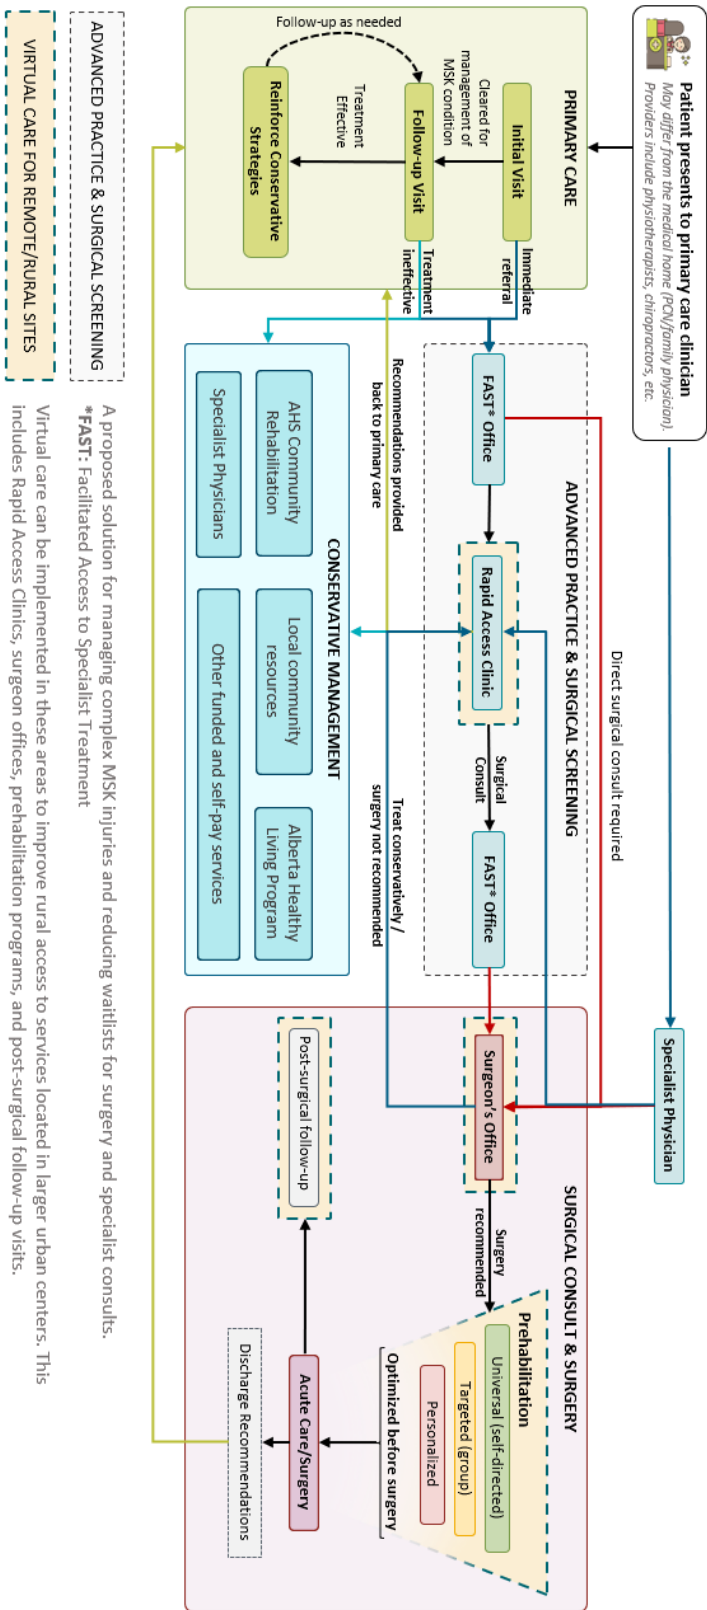 Patient presents to primary care clinician
May differ from the medical home (PCN/family physician).
Providers include physiotherapists, chiropractors, etc.
Specialist Physician
PRIMARY CARE
Initial Visit
Immediate
referral
Cleared for
management of
MSK condition
Follow-up Visit
Treatment
ineffective
Treatment
Effective
Follow-up as needed
Reinforce Conservative
Strategies
Direct surgical consult required
ADVANCED PRACTICE & SURGICAL SCREENING
FAST* Office
Rapid Access Clinic
Surgical
Consult
FAST* Office
Recommendations provided
back to primary care
Treat conservatively /
surgery not recommended
CONSERVATIVE MANAGEMENT
AHS Community
Rehabilitation
Local community
resources
Alberta Healthy
Living Program
Specialist Physicians
Other funded and self-pay services
SURGICAL CONSULT & SURGERY
Surgeon's Office
Surgery
recommended
Prehabilitation
Universal (self-directed)
Targeted (group)
Personalized
Optimized before surgery
Acute Care/Surgery
Post-surgical follow-up
Discharge Recommendations
ADVANCED PRACTICE & SURGICAL SCREENING
VIRTUAL CARE FOR REMOTE/RURAL SITES
A proposed solution for managing complex MSK injuries and reducing waitlists for surgery and specialist consults.
*FAST: Facilitated Access to Specialist Treatment
Virtual care can be implemented in these areas to improve rural access to services located in larger urban centers. This
includes Rapid Access Clinics, surgeon offices, prehabilitation programs, and post-surgical follow-up visits.